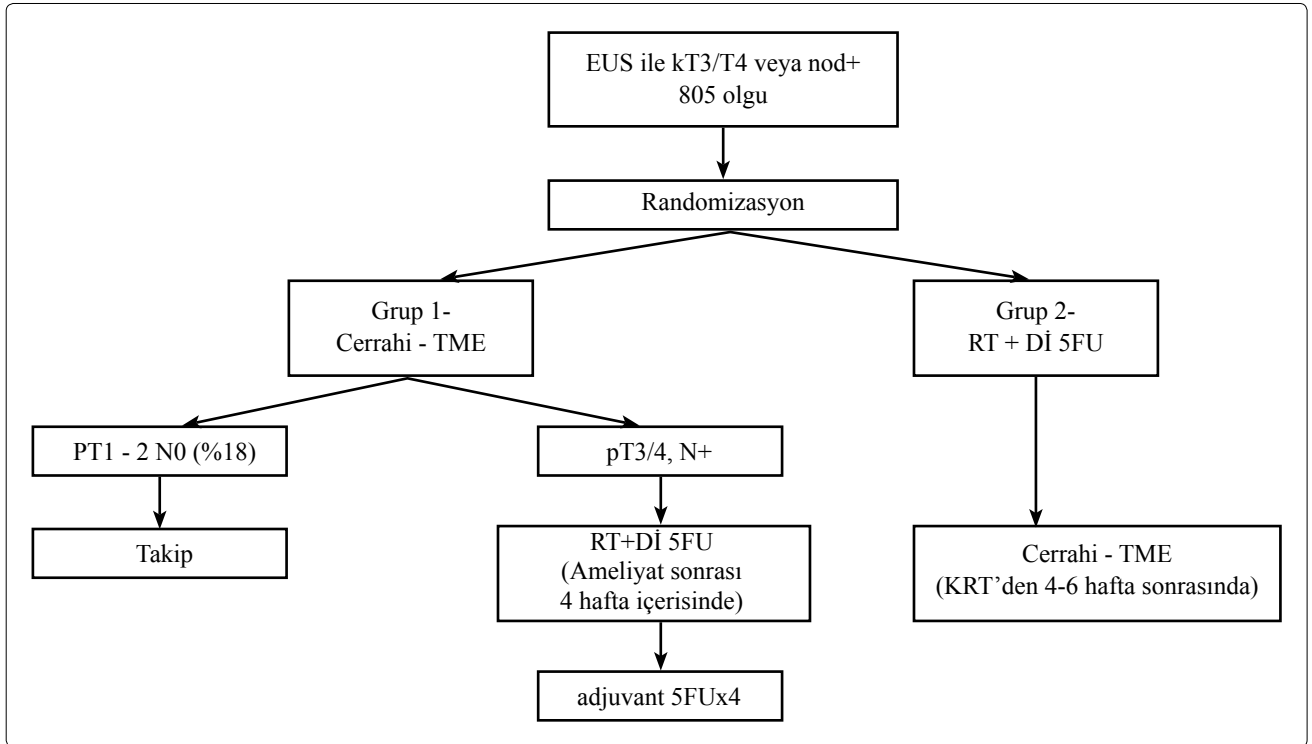 EUS ile kT3/T4 veya nod+
805 olgu
Randomizasyon
Grup 1-
Cerrahi - TME
Grup 2-
RT + Dİ 5FU
PT1 - 2 N0 (%18)
pT3/4, N+
Takip
RT+Dİ 5FU
(Ameliyat sonrası
4 hafta içerisinde)
Cerrahi - TME
(KRT’den 4-6 hafta sonrasında)
adjuvant 5FUx4